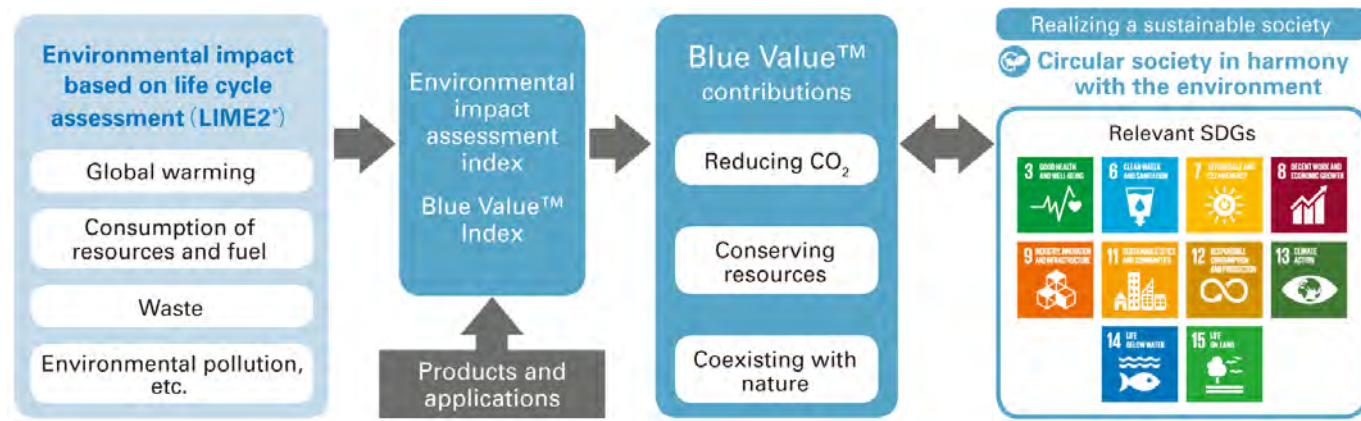 Environmental impact
based on life cycle
assessment (LIME2*)
Global warming
Consumption of
resources and fuel
Waste
Environmental pollution,
etc.
Environmental
impact
assessment
index
Blue Value™
Index
Products and
applications
Blue Value™
contributions
Reducing CO₂
Conserving
resources
Coexisting with
nature
Realizing a sustainable society
Circular society in harmony
with the environment
Relevant SDGs
3 GOOD HEALTH
AND WELL-BEING
6 CLEAN WATER
AND SANITATION
7 AFFORDABLE AND
CLEAN ENERGY
8 DECENT WORK AND
ECONOMIC GROWTH
9 INDUSTRY, INNOVATION
AND INFRASTRUCTURE
11 SUSTAINABLE CITIES
AND COMMUNITIES
12 RESPONSIBLE
CONSUMPTION
AND PRODUCTION
13 CLIMATE
ACTION
14 LIFE
BELOW WATER
15 LIFE
ON LAND